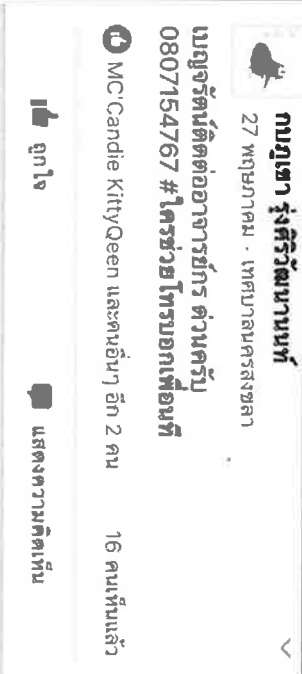 กบภูเขา รุ่งศิริวัฒนานนท์
27 พฤษภาคม · เทศบาลนครสงขลา
เบญจรัตน์ติดต่ออาจารย์กร ด่วนครับ
0807154767 #ใครช่วยโทรบอกเพื่อนที
MC'Candie KittyQeen และคนอื่นๆ อีก 2 คน
16 คนเห็นแล้ว
ถูกใจ
แสดงความคิดเห็น